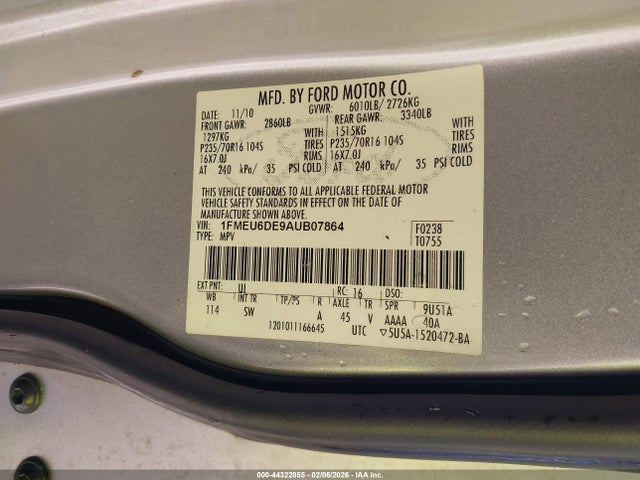 MFD. BY FORD MOTOR CO.
DATE: 11/10 GVWR: 6010LB/ 2726KG
FRONT GAWR: 2860LB REAR GAWR: 3340LB
1297KG WITH 1515KG WITH
P235/70R16 104S TIRES P235/70R16 104S TIRES
16X7.0J RIMS 16X7.0J RIMS
AT 240 kPa/ 35 PSI COLD AT 240 kPa/ 35 PSI COLD
THIS VEHICLE CONFORMS TO ALL APPLICABLE FEDERAL MOTOR
VEHICLE SAFETY STANDARDS IN EFFECT ON THE DATE OF
MANUFACTURE SHOWN ABOVE.
VIN: 1FMEU6DE9AUB07864 F0238
TYPE: MPV T0755
EXT PNT: UI RC: 16 DSO:
WB INT TR TP/PS R AXLE TR SPR 9U51A
114 SW A 45 V AAAA 40A
1201011166645 UTC ▽5U5A-1520472-BA
000-44322855 - 02/06/2026 - IAA Inc.